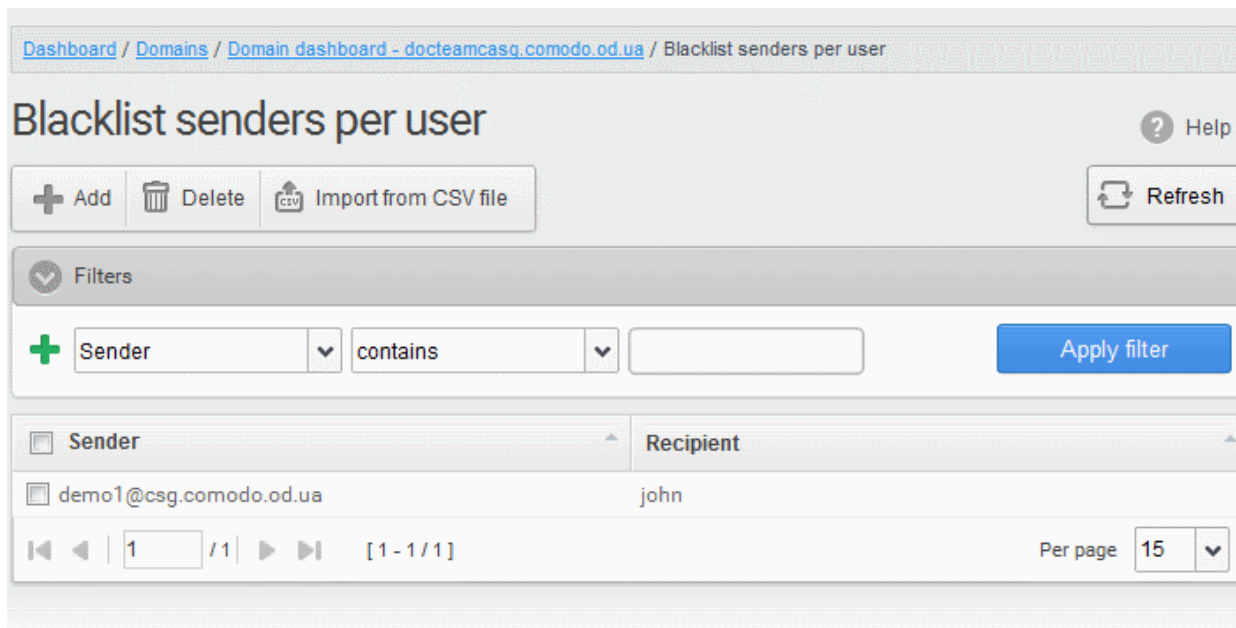 Dashboard / Domains / Domain dashboard - docteamcasg.comodo.od.ua / Blacklist senders per user
Blacklist senders per user
Help
Add Delete CSV Import from CSV file Refresh
Filters
Sender contains Apply filter
Sender Recipient
demo1@csg.comodo.od.ua john
1 / 1 [ 1 - 1 / 1 ] Per page 15